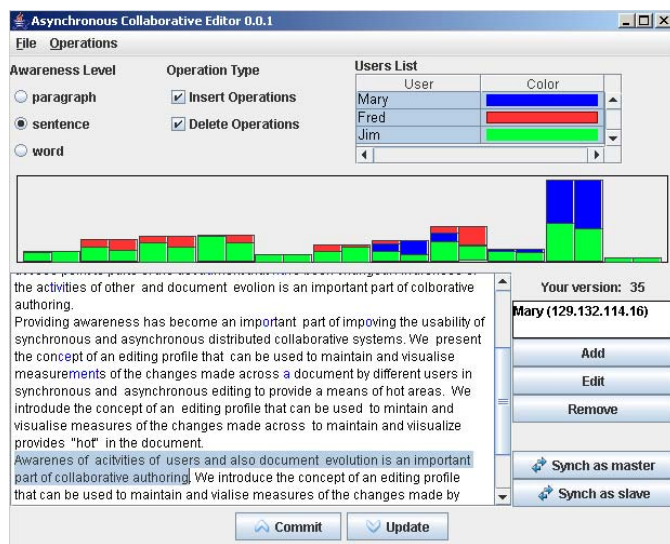 Asynchronous Collaborative Editor 0.0.1
File Operations
Awareness Level
paragraph
sentence
word
Operation Type
Insert Operations
Delete Operations
Users List
User Color
Mary
Fred
Jim
the activities of other and document evolion is an important part of colborative
authoring.
Providing awareness has become an important part of impoving the usability of
synchronous and asynchronous distributed collaborative systems. We present
the concept of an editing profile that can be used to maintain and visualise
measurements of the changes made across a document by different users in
synchronous and asynchronous editing to provide a means of hot areas. We
introdude the concept of an editing profile that can be used to mintain and
visualise measures of the changes made across to maintain and viiualize
provides "hot" in the document.
Awarenes of acitvities of users and also document evolution is an important
part of collaborative authoring. We introduce the concept of an editing profile
that can be used to maintain and vialise measures of the changes made by
Your version: 35
Mary (129.132.114.16)
Add
Edit
Remove
Synch as master
Synch as slave
Commit
Update